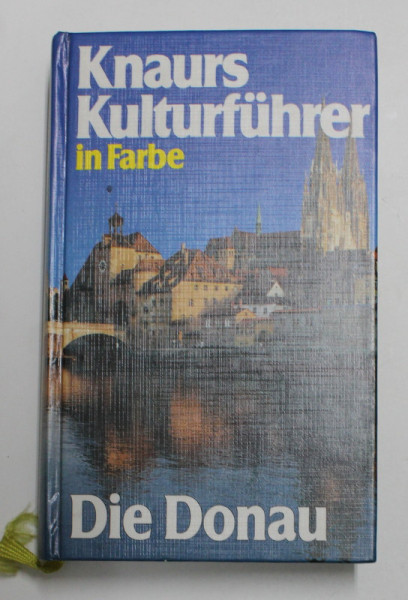 Knaurs
Kulturführer
in Farbe
Die Donau